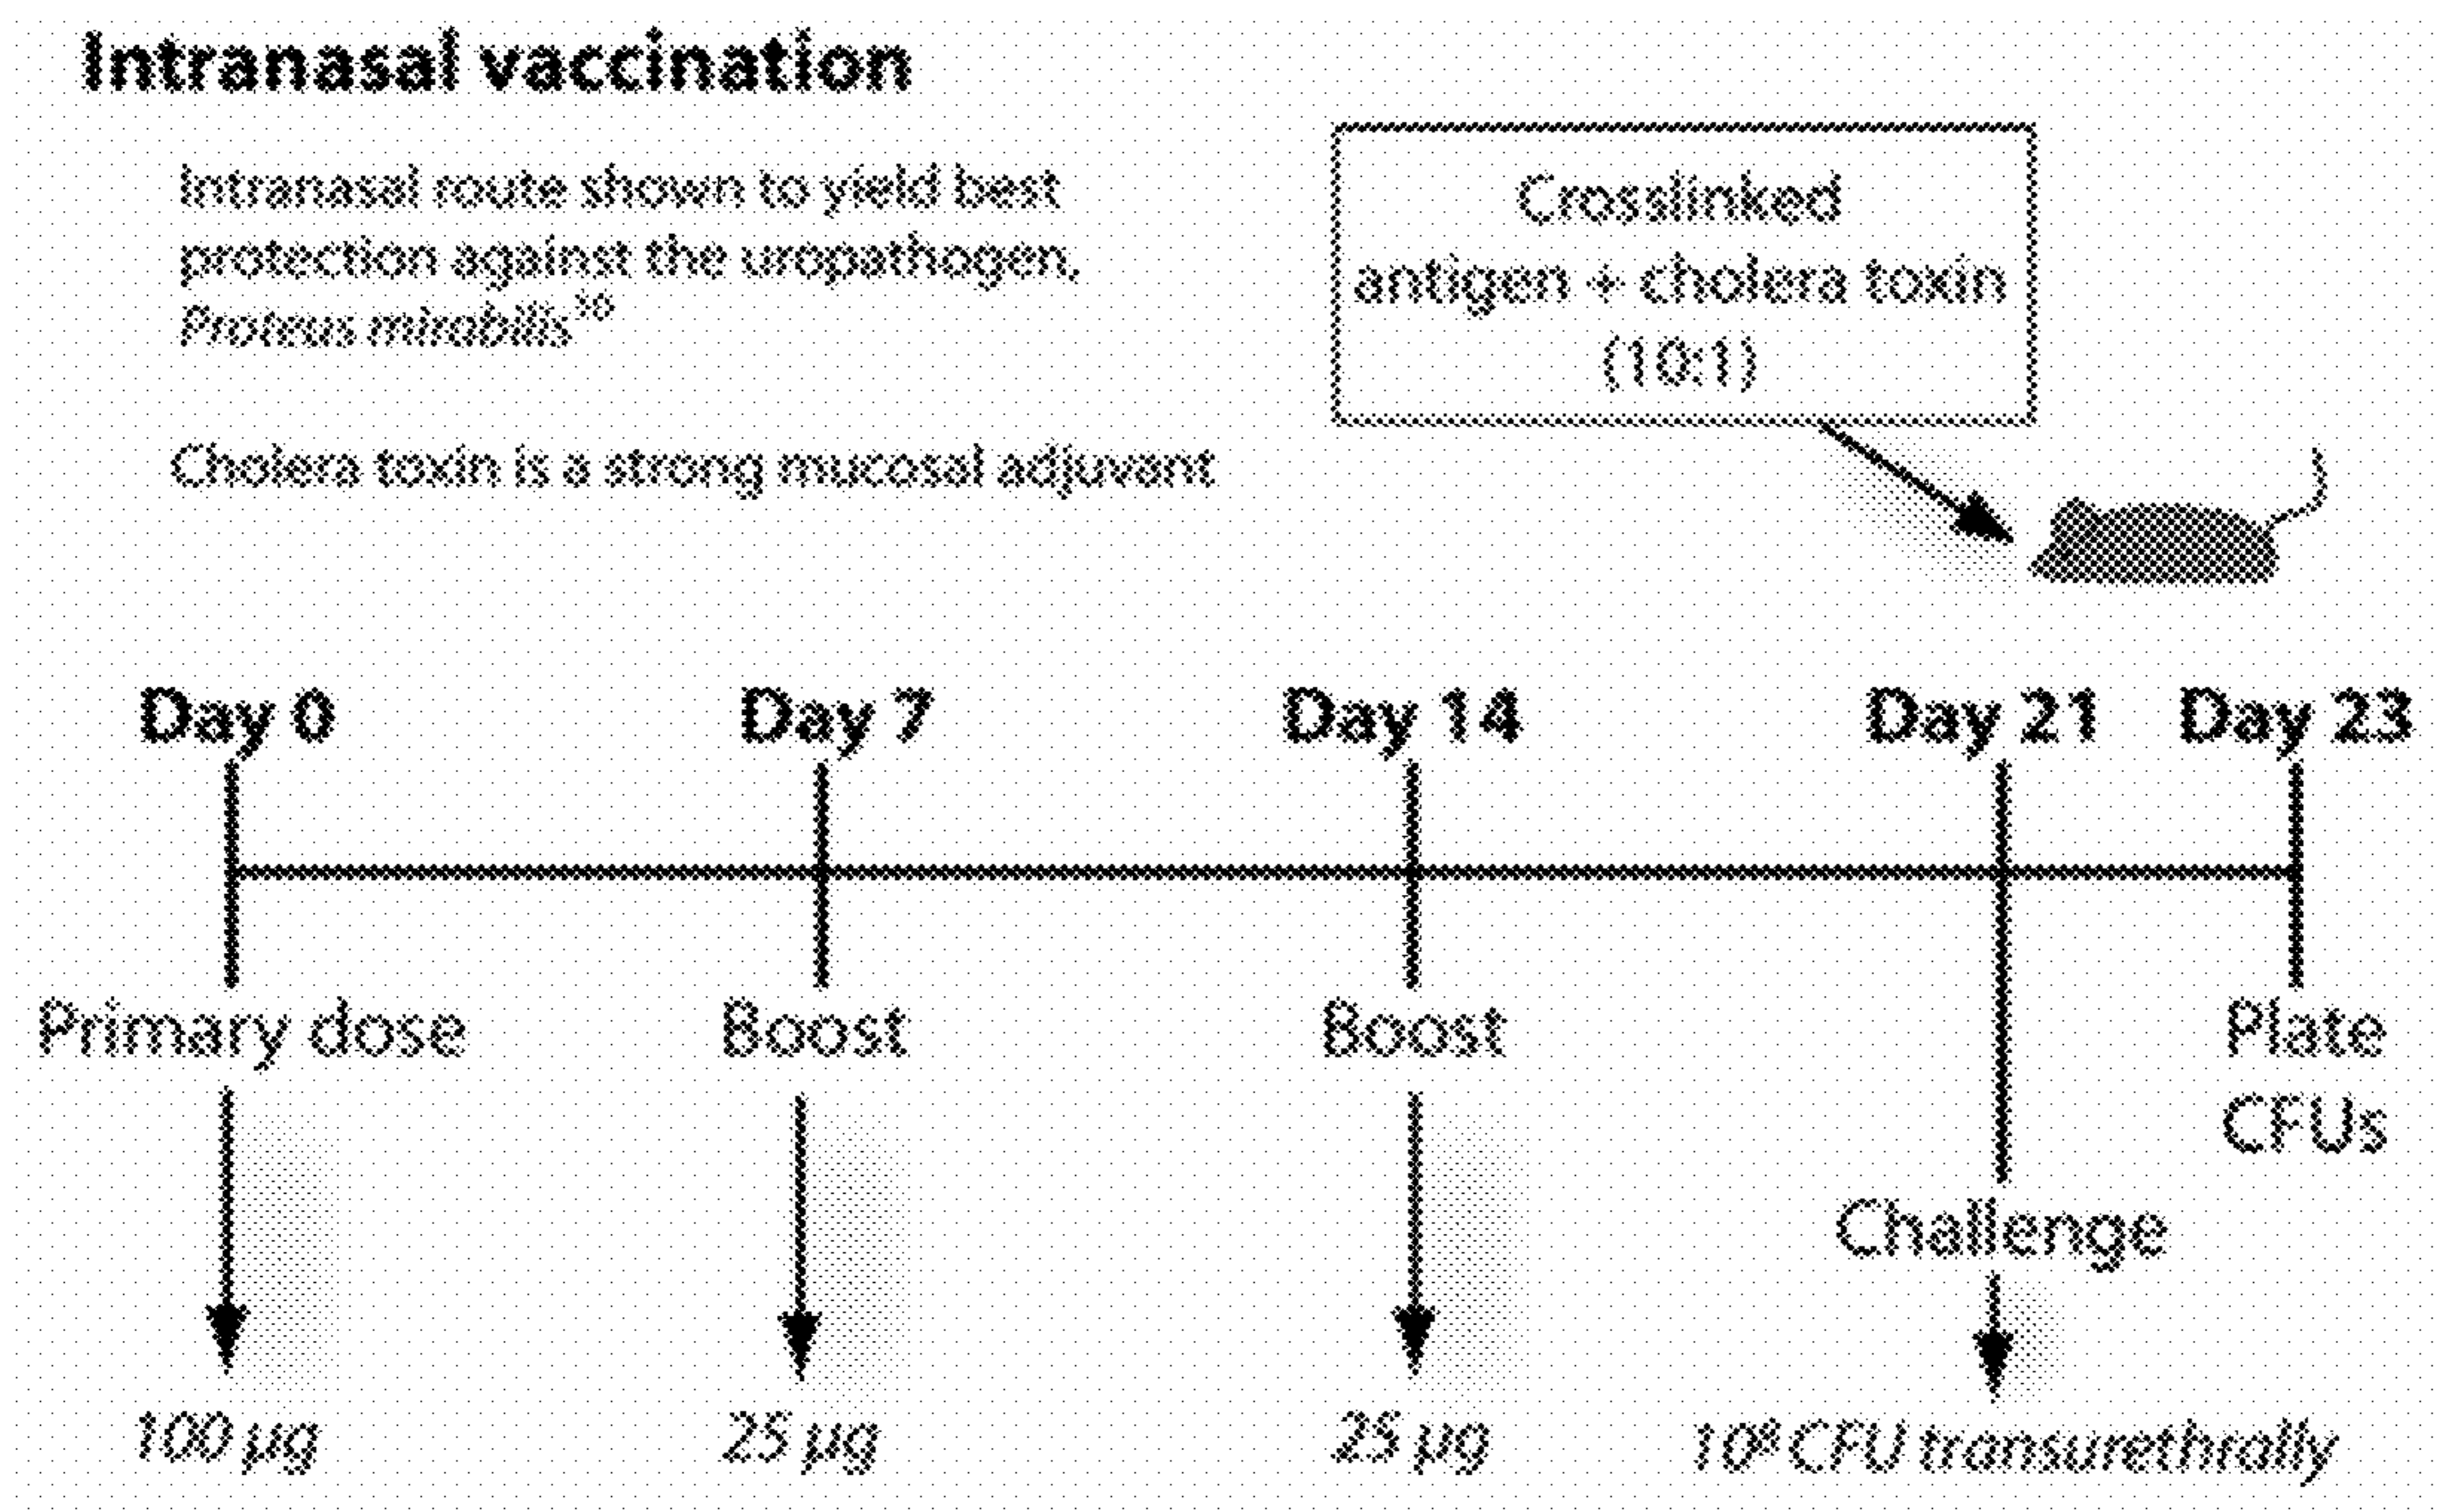 Intranasal vaccination
Intranasal route shown to yield best
protection against the uropathogen,
Proteus mirabilis
Cholera toxin is a strong mucosal adjuvant
Crosslinked
antigen + cholera toxin
(10:1)
Day 0
Day 7
Day 14
Day 21
Day 23
Primary dose
Boost
Boost
Plate
CFUs
Challenge
100 µg
25 µg
25 µg
10⁸ CFU transurethrally